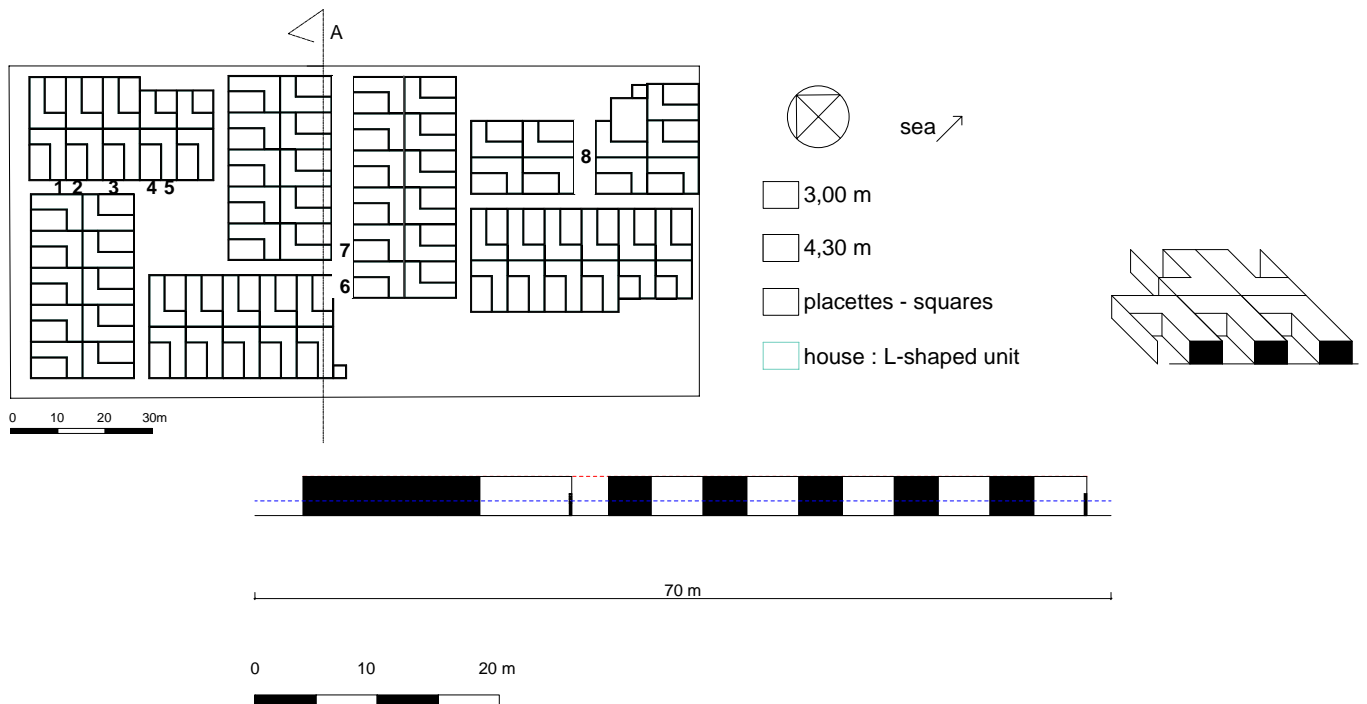 A
1 2 3 4 5
7
6
8
sea
3,00 m
4,30 m
placettes - squares
house : L-shaped unit
0 10 20 30m
70 m
0 10 20 m